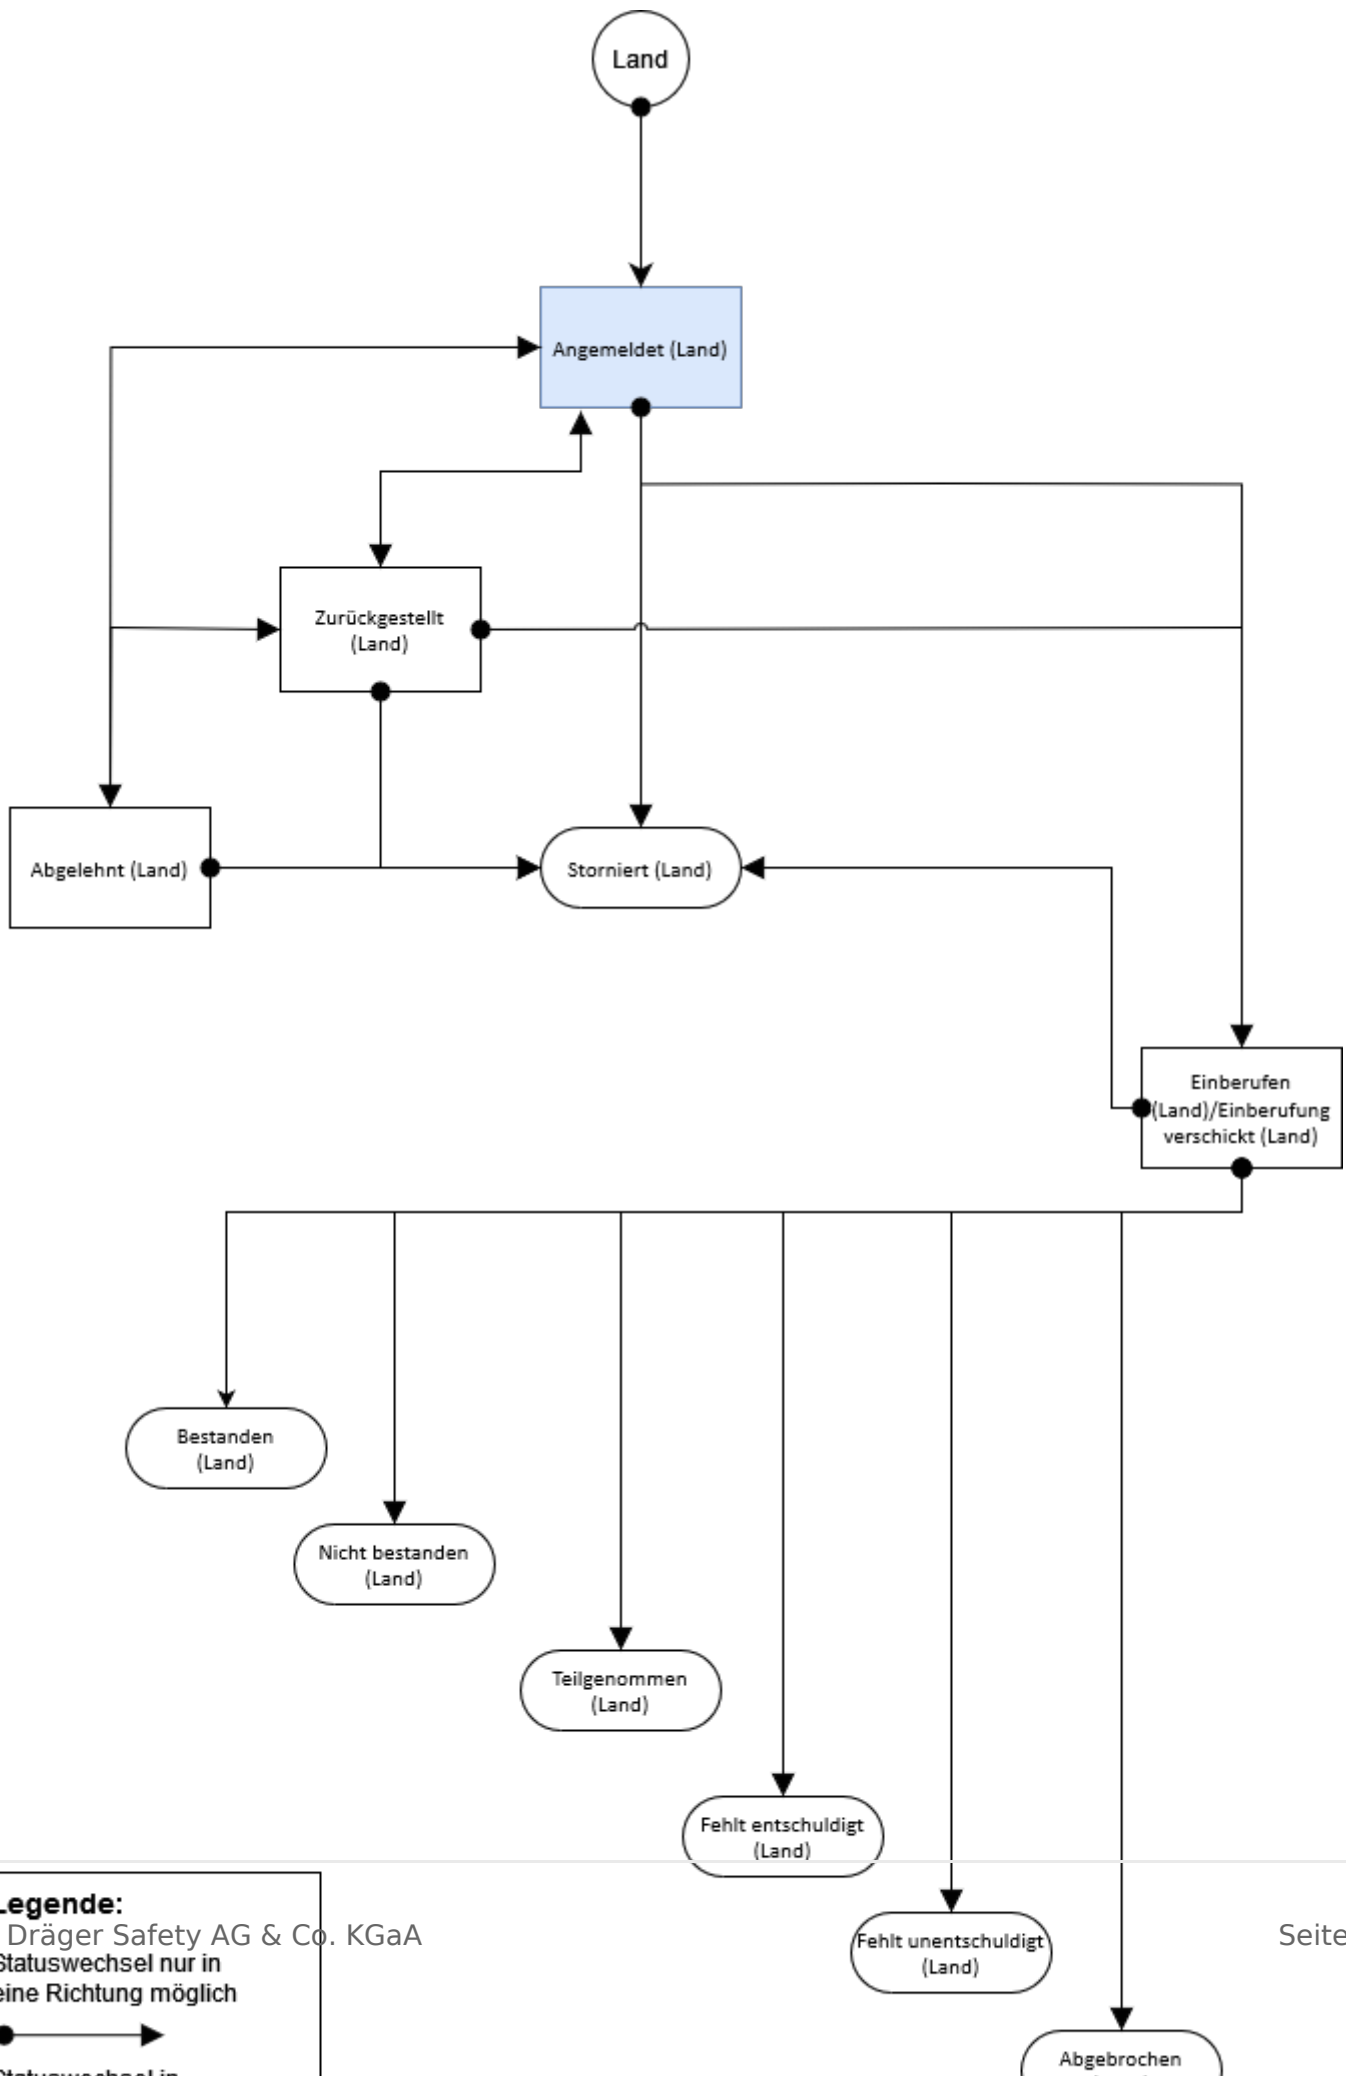 Land
Angemeldet (Land)
Zurückgestellt
(Land)
Abgelehnt (Land)
Storniert (Land)
Einberufen
(Land)/Einberufung
verschickt (Land)
Bestanden
(Land)
Nicht bestanden
(Land)
Teilgenommen
(Land)
Fehlt entschuldigt
(Land)
Legende:
Dräger Safety AG & Co. KGaA
Seite
Fehlt unentschuldigt
(Land)
Statuswechsel nur in
eine Richtung möglich
Abgebrochen
Statuswechsel in